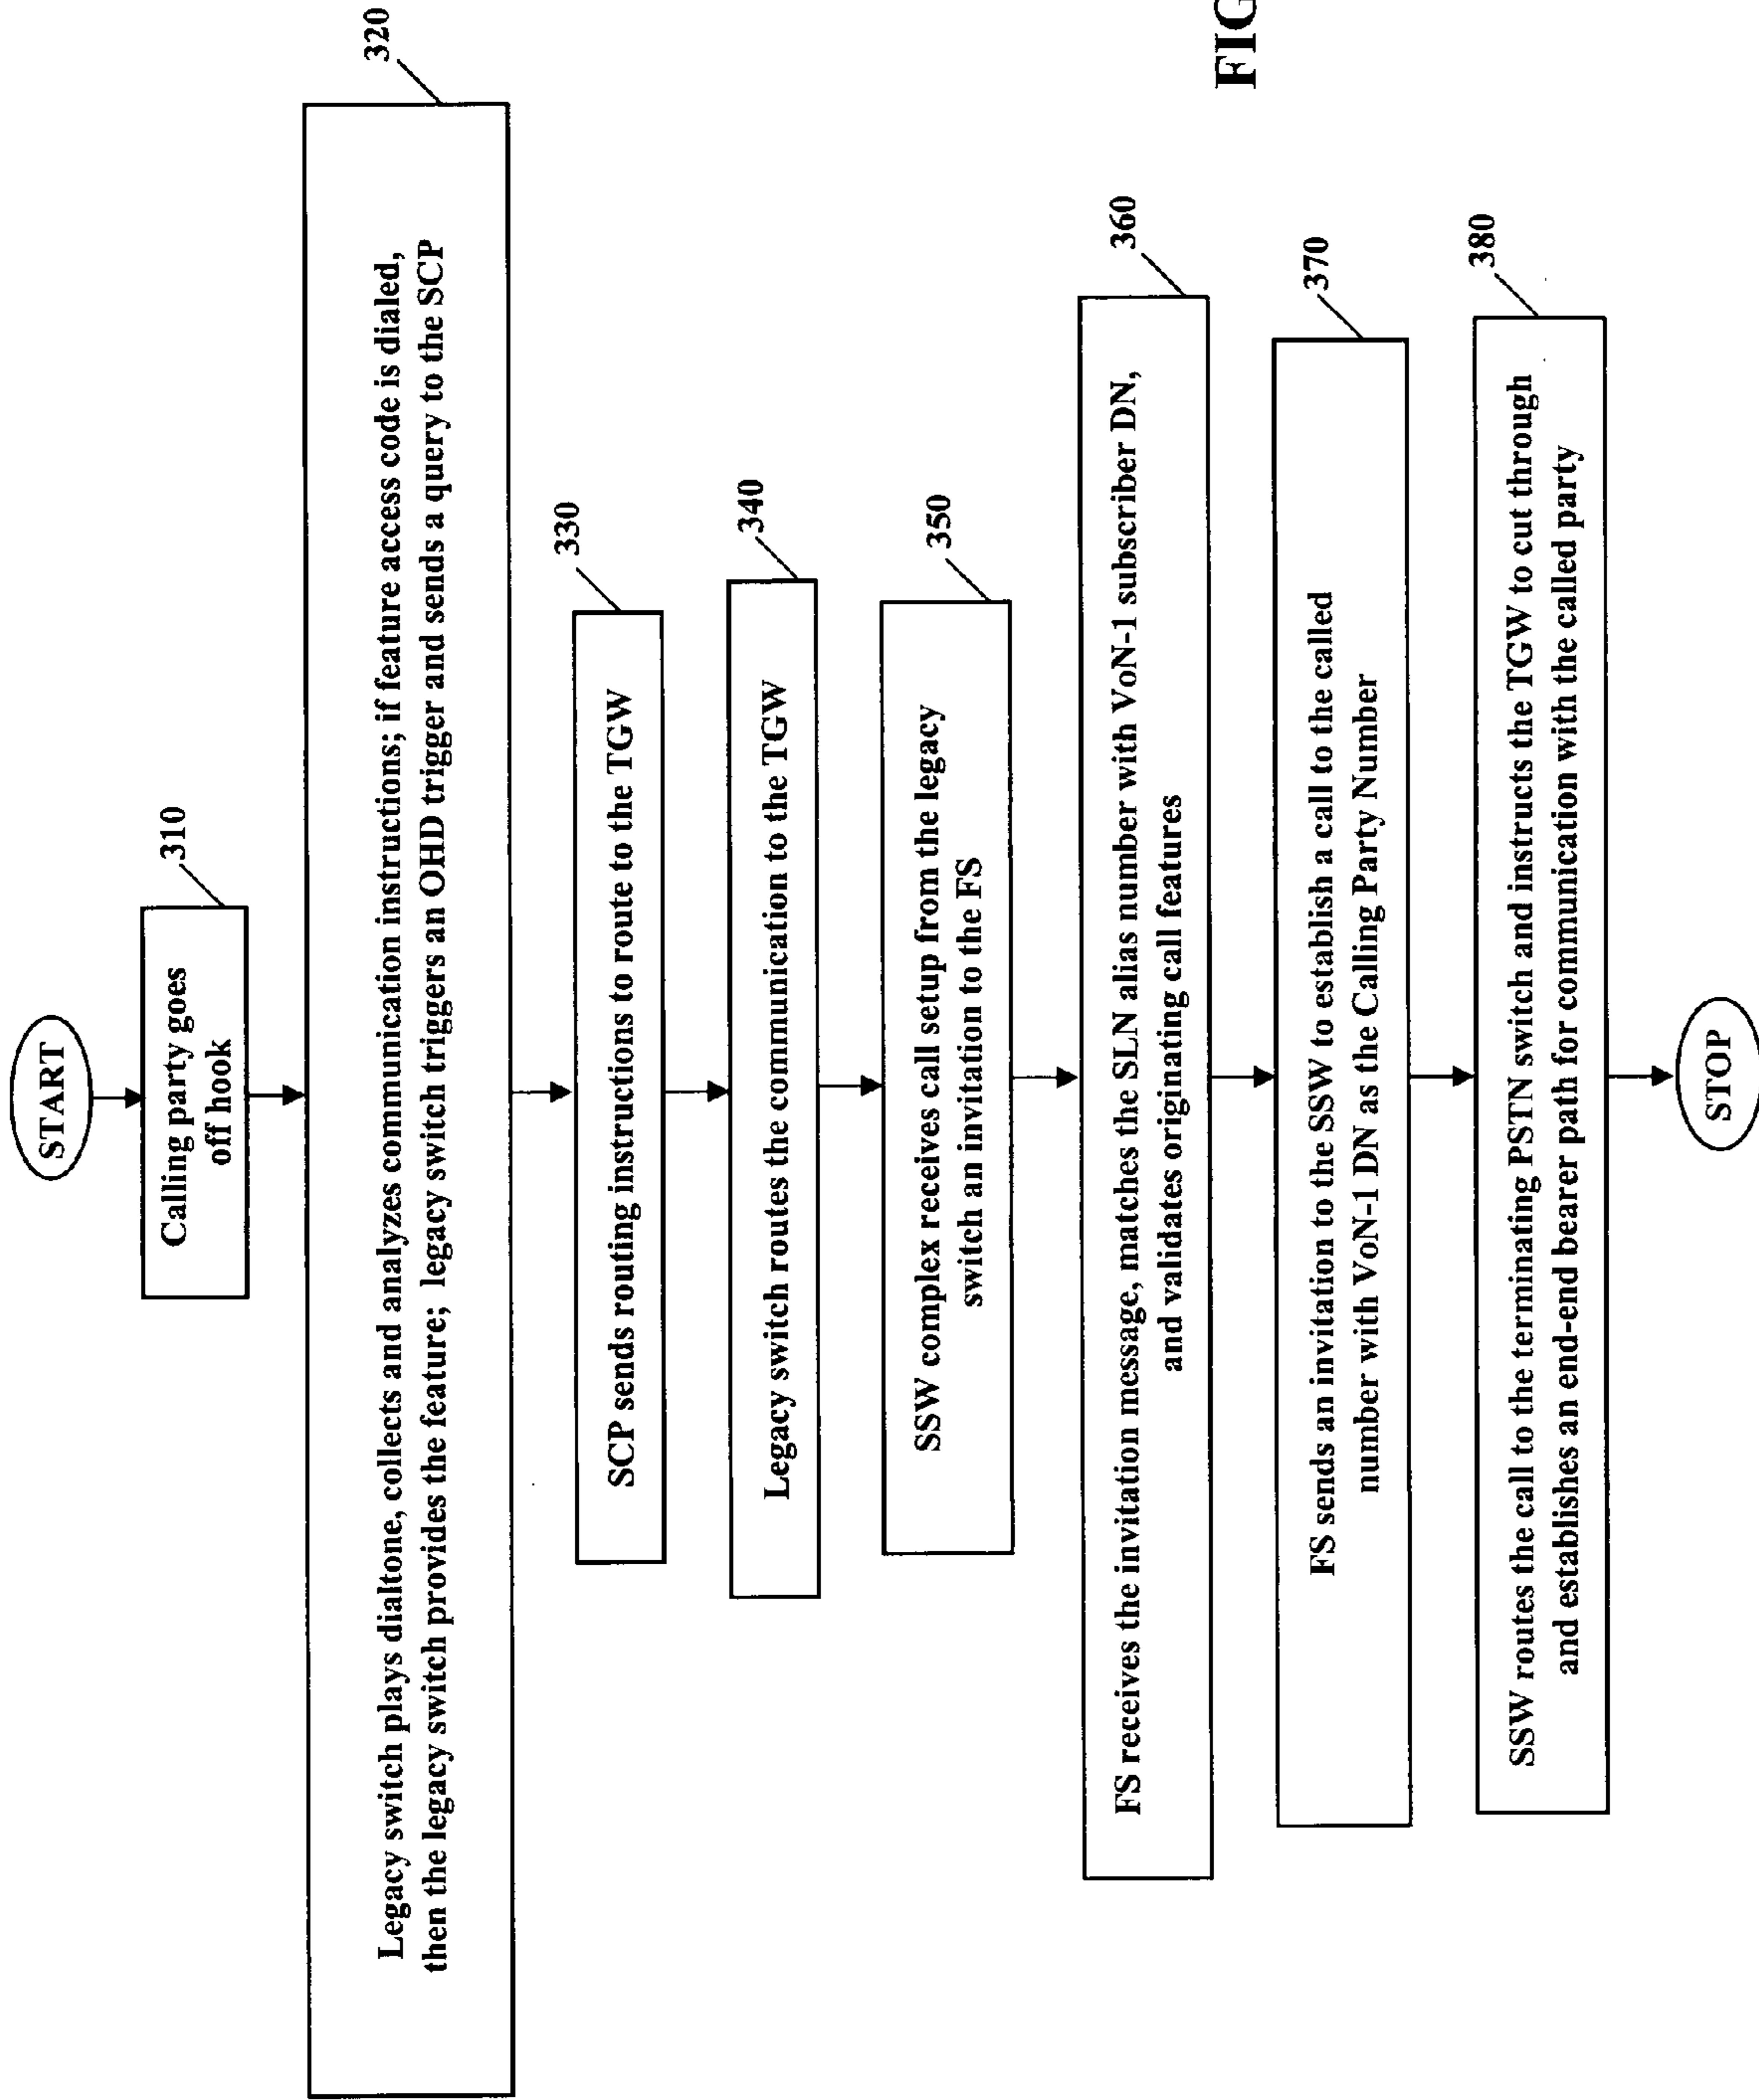 START
310
Calling party goes
off hook
320
Legacy switch plays dialtone, collects and analyzes communication instructions; if feature access code is dialed,
then the legacy switch provides the feature; legacy switch triggers an OHD trigger and sends a query to the SCP
330
SCP sends routing instructions to route to the TGW
340
Legacy switch routes the communication to the TGW
350
SSW complex receives call setup from the legacy
switch an invitation to the FS
360
FS receives the invitation message, matches the SLN alias number with VoN-1 subscriber DN,
and validates originating call features
370
FS sends an invitation to the SSW to establish a call to the called
number with VoN-1 DN as the Calling Party Number
380
SSW routes the call to the terminating PSTN switch and instructs the TGW to cut through
and establishes an end-end bearer path for communication with the called party
STOP
FIG